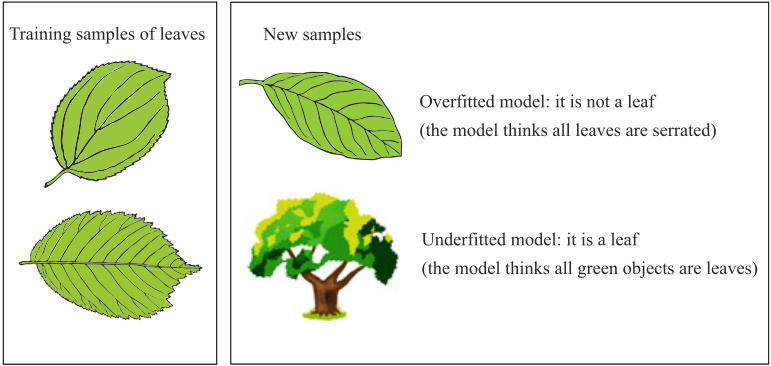 Training samples of leaves
New samples
Overfitted model: it is not a leaf
(the model thinks all leaves are serrated)
Underfitted model: it is a leaf
(the model thinks all green objects are leaves)